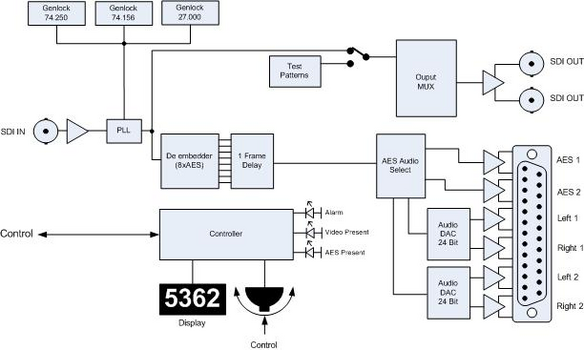 Genlock
74.250
Genlock
74.156
Genlock
27.000
Test
Patterns
Ouput
MUX
SDI OUT
SDI OUT
SDI IN
PLL
De embedder
(8xAES)
1 Frame
Delay
AES Audio
Select
AES 1
AES 2
Left 1
Right 1
Left 2
Right 2
Audio
DAC
24 Bit
Audio
DAC
24 Bit
Control
Controller
Alarm
Video Present
AES Present
5362
Display
Control